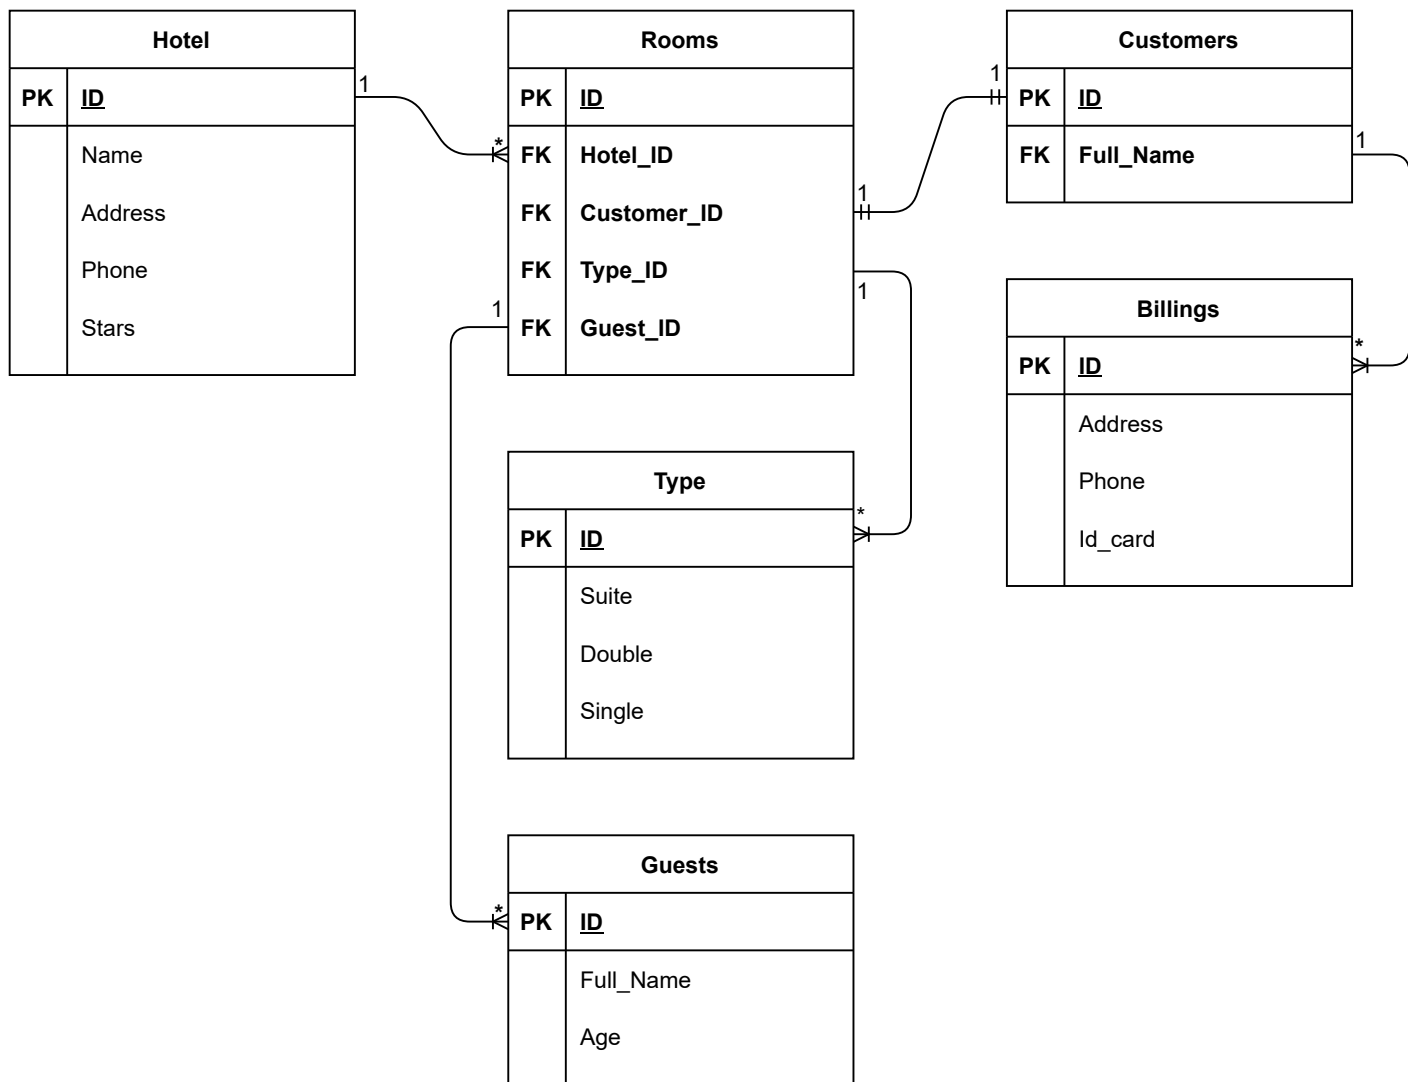 Hotel
PK ID
Name
Address
Phone
Stars
1
*
Rooms
PK ID
FK Hotel_ID
FK Customer_ID
FK Type_ID
FK Guest_ID
1
1
1
1
Customers
PK ID
FK Full_Name
1
*
Billings
PK ID
Address
Phone
Id_card
Type
PK ID
*
Suite
Double
Single
Guests
*
PK ID
Full_Name
Age